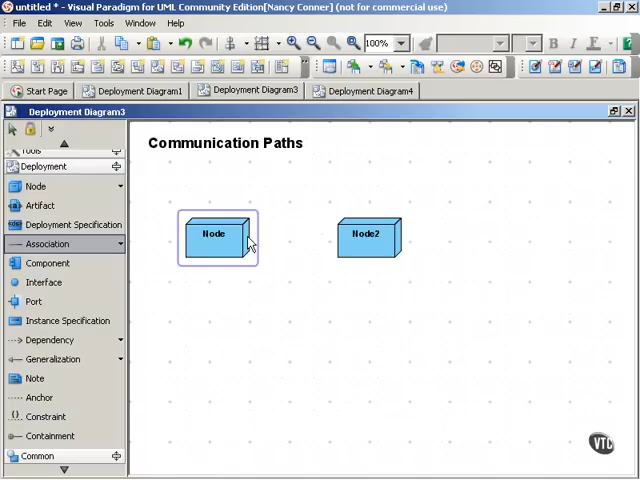 untitled * - Visual Paradigm for UML Community Edition[Nancy Conner] (not for commercial use)
File Edit View Tools Window Help
100%
B I F
Start Page Deployment Diagram1 Deployment Diagram3 Deployment Diagram4
Deployment Diagram3
Tools
Deployment
Node
Artifact
Deployment Specification
Association
Component
Interface
Port
Instance Specification
Dependency
Generalization
Note
Anchor
Constraint
Containment
Common
Communication Paths
Node Node2
VTC